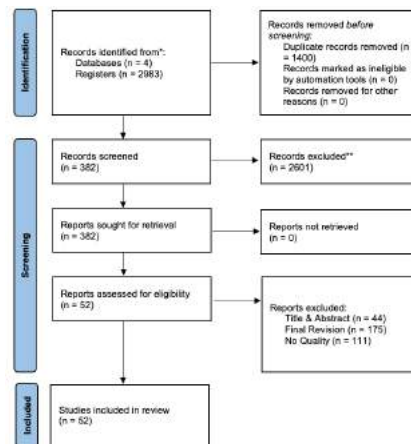 Identification
Records identified from*:
Databases (n = 4)
Registers (n = 2983)
Records removed before
screening:
Duplicate records removed (n
= 1400)
Records marked as ineligible
by automation tools (n = 0)
Records removed for other
reasons (n = 0)
Screening
Records screened
(n = 382)
Records excluded**
(n = 2601)
Reports sought for retrieval
(n = 382)
Reports not retrieved
(n = 0)
Reports assessed for eligibility
(n = 52)
Reports excluded:
Title & Abstract (n = 44)
Final Revision (n = 175)
No Quality (n = 111)
Included
Studies included in review
(n = 52)